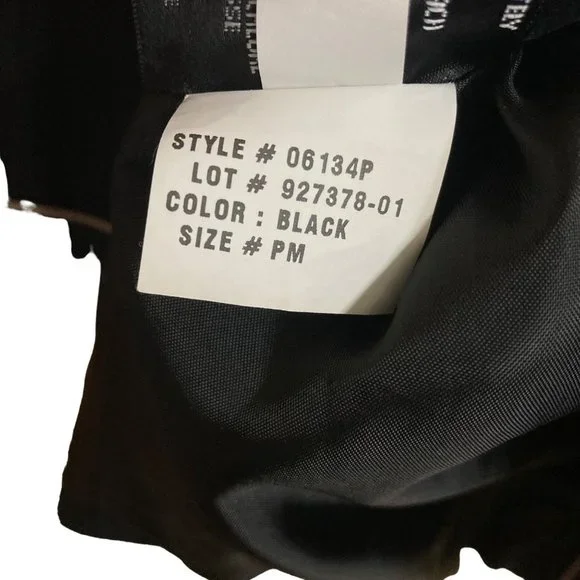 STYLE # 06134P
LOT # 927378-01
COLOR : BLACK
SIZE # PM